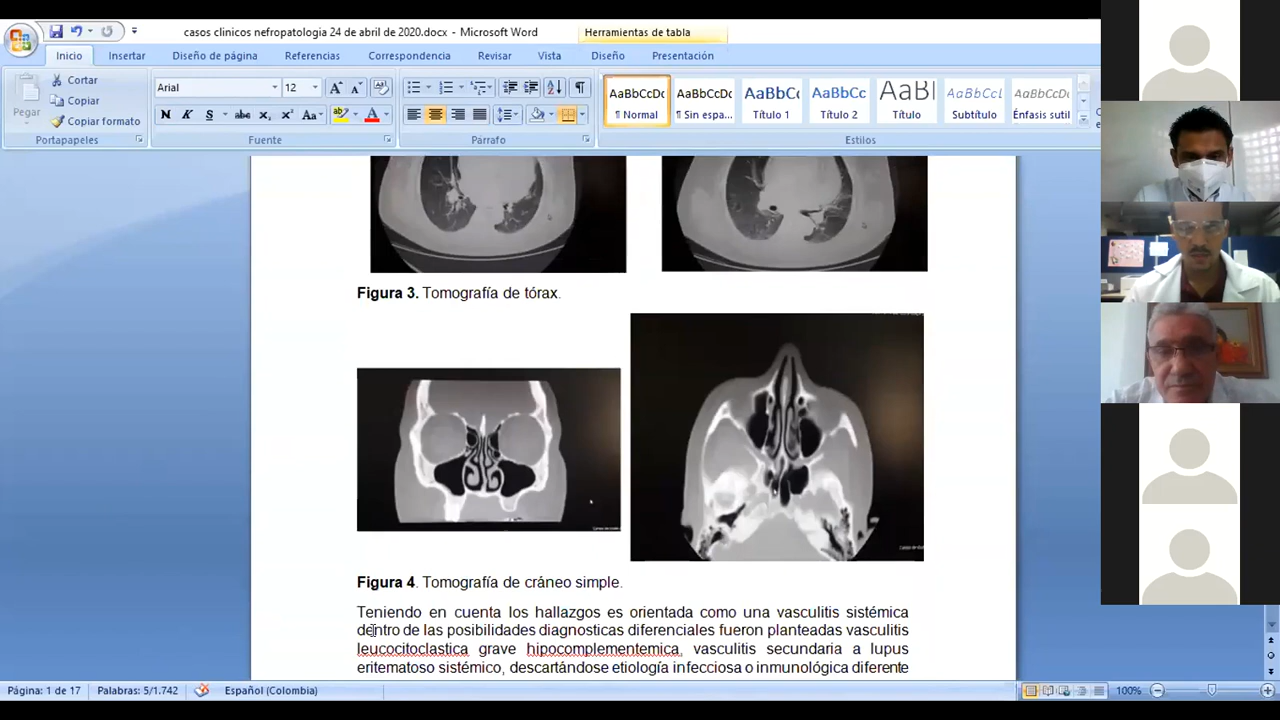 casos clinicos nefropatologia 24 de abril de 2020.docx - Microsoft Word
Herramientas de tabla
Inicio Insertar Diseño de página Referencias Correspondencia Revisar Vista Diseño Presentación
Pegar
Cortar
Copiar
Copiar formato
Portapapeles
Arial 12
N K S abc x₂ x² Aa
Fuente
Párrafo
AaBbCcDc AaBbCcDc AaBbCc AaBbCc AaBl AaBbCcL AaBbCcDc
¶ Normal ¶ Sin espa... Título 1 Título 2 Título Subtítulo Énfasis sutil
Estilos
Figura 3. Tomografía de tórax.
Figura 4. Tomografía de cráneo simple.
Teniendo en cuenta los hallazgos es orientada como una vasculitis sistémica
dentro de las posibilidades diagnosticas diferenciales fueron planteadas vasculitis
leucocitoclastica grave hipocomplementemica, vasculitis secundaria a lupus
eritematoso sistémico, descartándose etiología infecciosa o inmunológica diferente
Página: 1 de 17 Palabras: 5/1.742 Español (Colombia) 100%